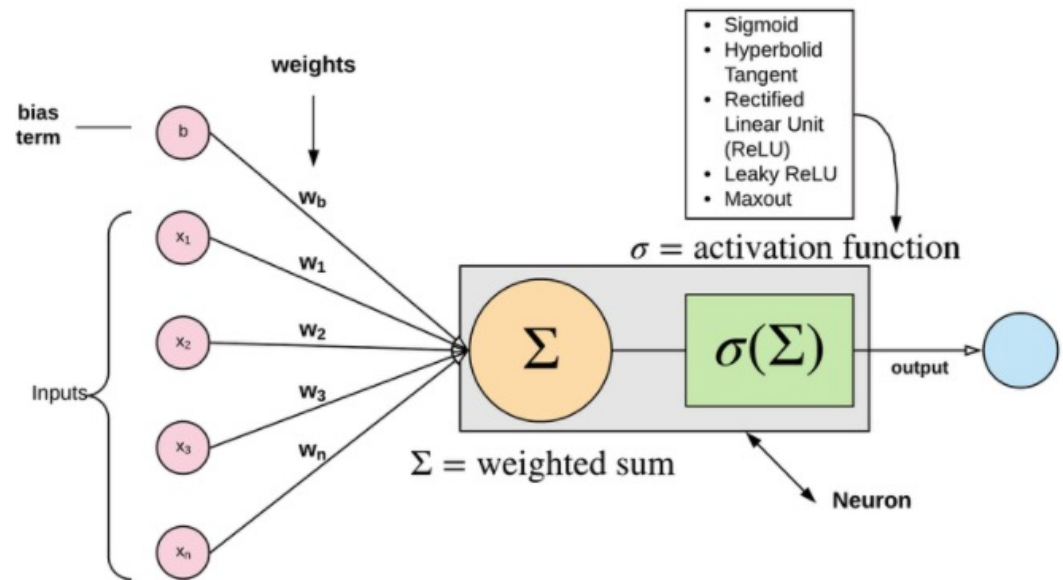 • Sigmoid
• Hyperbolid
Tangent
• Rectified
Linear Unit
(ReLU)
• Leaky ReLU
• Maxout
weights
bias
term
b
w_b
x₁
w₁
σ = activation function
x₂
w₂
Σ
σ(Σ)
output
Inputs
w₃
x₃
wₙ
Σ = weighted sum
Neuron
xₙ